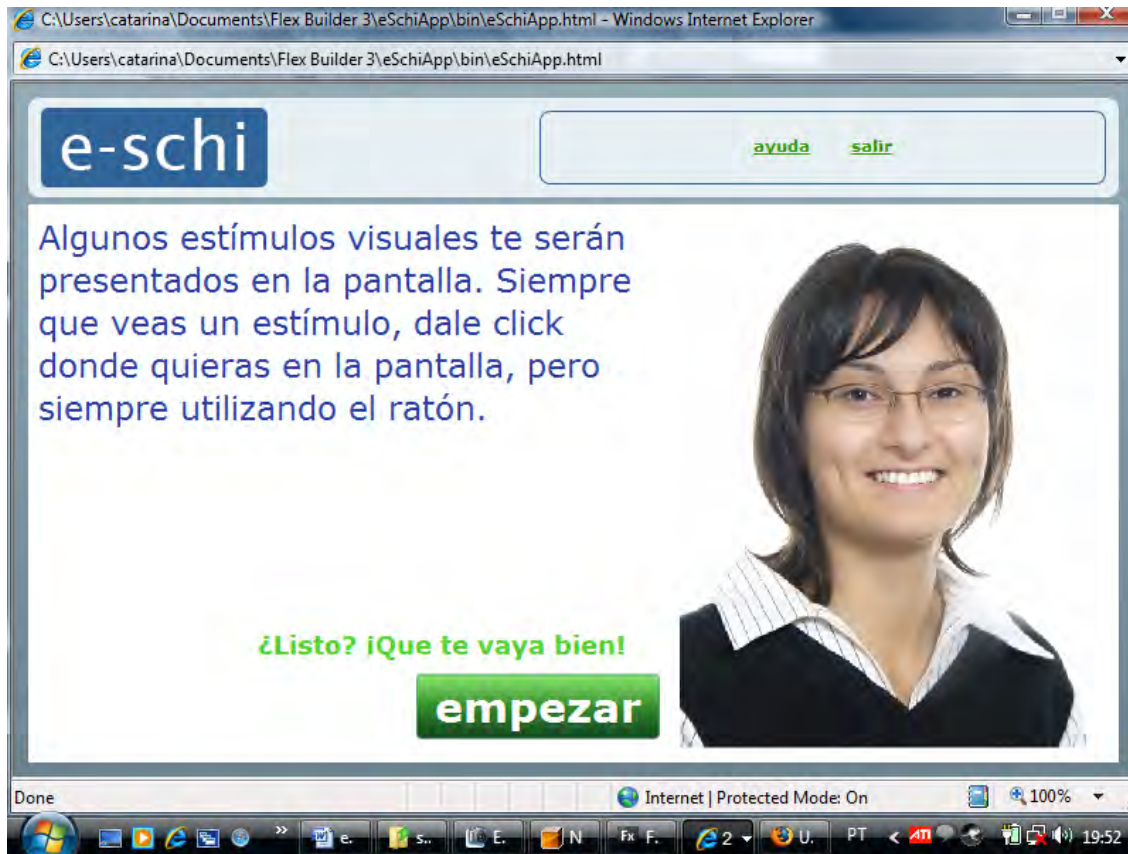 C:\Users\catarina\Documents\Flex Builder 3\eSchiApp\bin\eSchiApp.html - Windows Internet Explorer
C:\Users\catarina\Documents\Flex Builder 3\eSchiApp\bin\eSchiApp.html
e-schi
ayuda salir
Algunos estímulos visuales te serán
presentados en la pantalla. Siempre
que veas un estímulo, dale click
donde quieras en la pantalla, pero
siempre utilizando el ratón.
¿Listo? ¡Que te vaya bien!
empezar
Done Internet | Protected Mode: On 100%
e. s.. E. N Fx F. 2 U. PT ATI 19:52